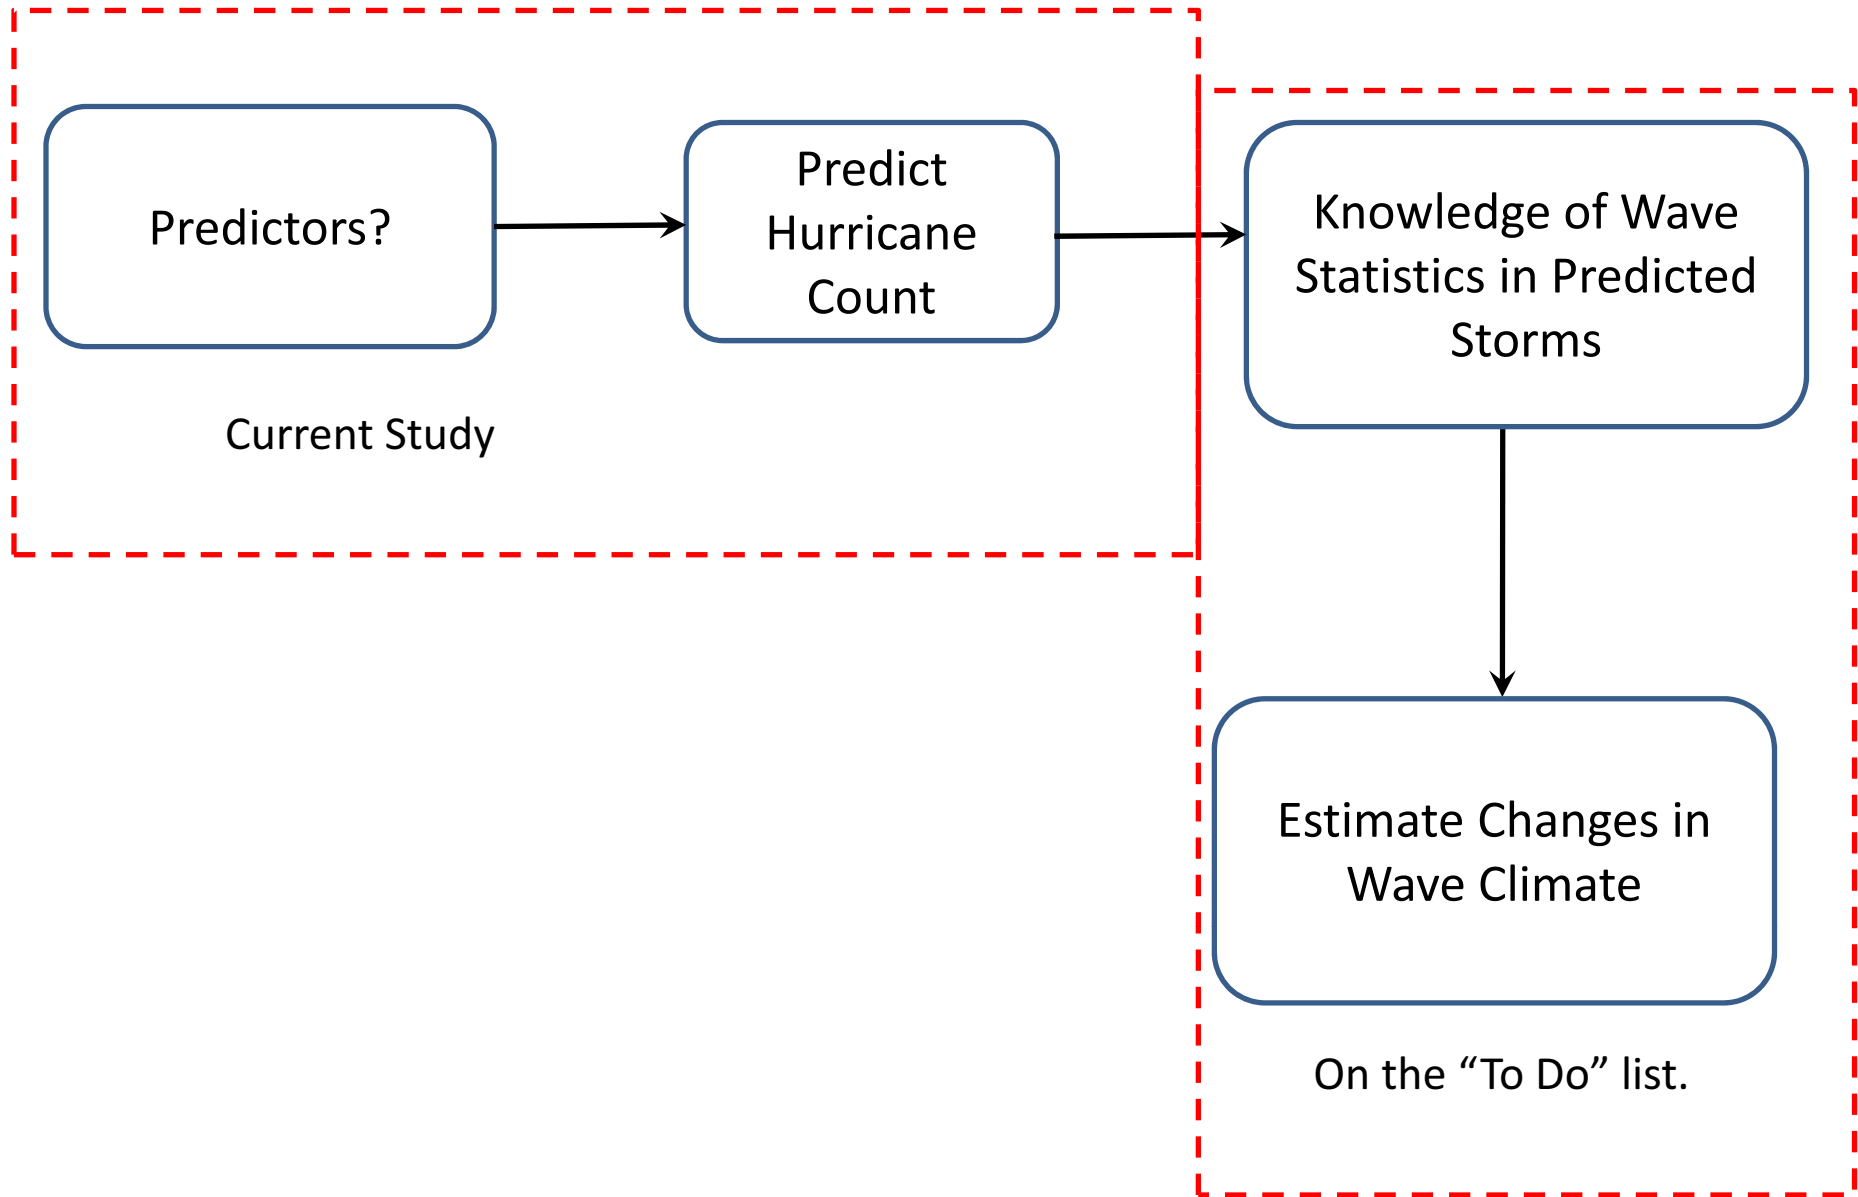 Predictors?
Predict
Hurricane
Count
Current Study
Knowledge of Wave
Statistics in Predicted
Storms
Estimate Changes in
Wave Climate
On the “To Do” list.